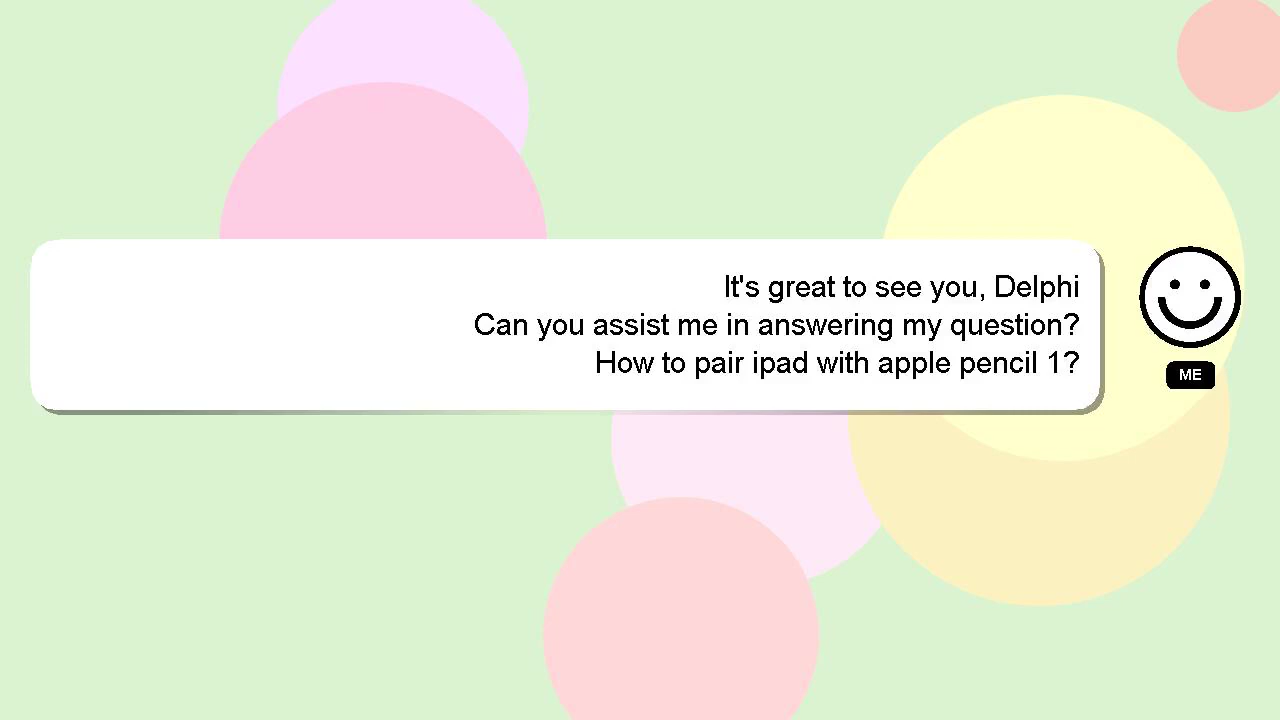 It's great to see you, Delphi
Can you assist me in answering my question?
How to pair ipad with apple pencil 1?
ME